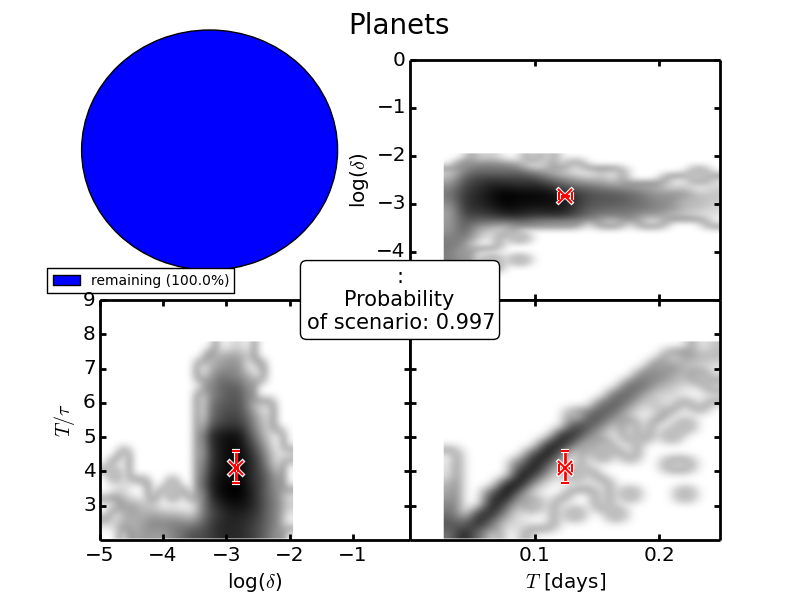 Planets
0
−1
−2
−3
−4
log(δ)
remaining (100.0%)
:
Probability
of scenario: 0.997
9
8
7
6
5
4
3
T/τ
−5 −4 −3 −2 −1
log(δ)
0.1 0.2
T [days]